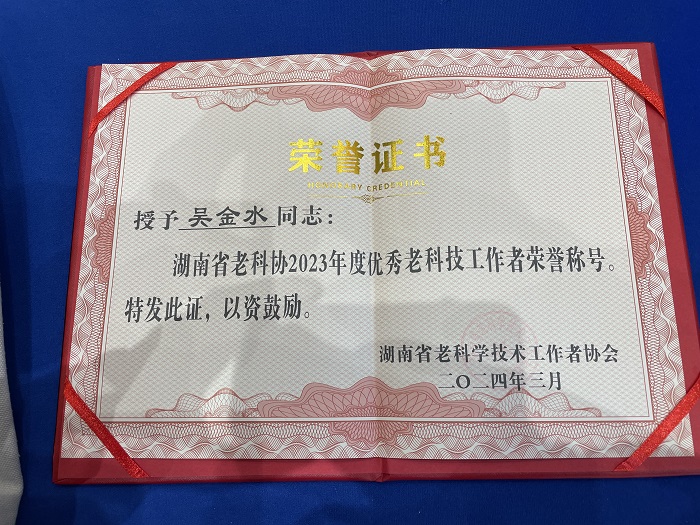 荣誉证书
HONORARY CREDENTIAL
授予 吴金水 同志：
湖南省老科协2023年度优秀老科技工作者荣誉称号。
特发此证，以资鼓励。
湖南省老科学技术工作者协会
二〇二四年三月